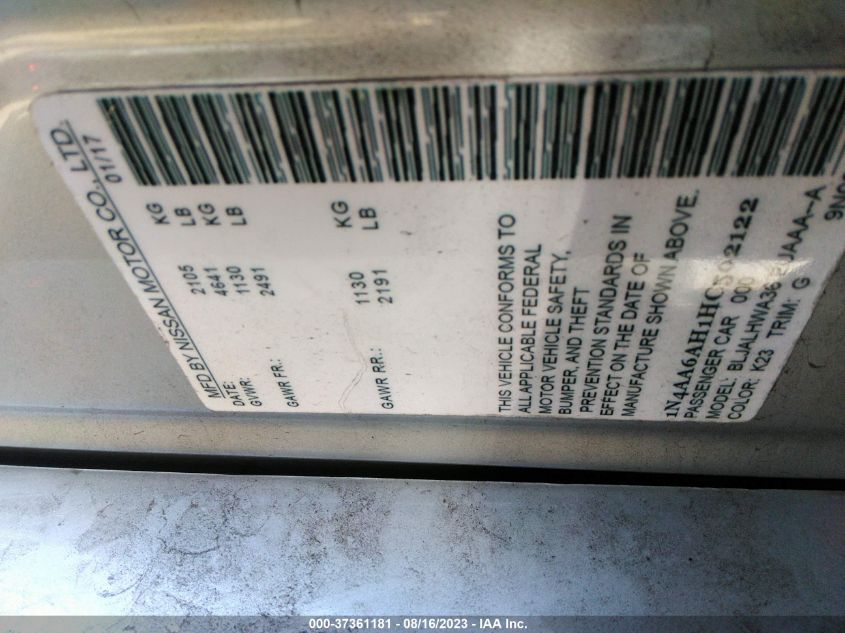 MFD BY NISSAN MOTOR CO., LTD.
DATE: 01/17
GVWR: 2105 KG
4641 LB
GAWR FR.: 1130 KG
2491 LB
GAWR RR.: 1130 KG
2191 LB
THIS VEHICLE CONFORMS TO
ALL APPLICABLE FEDERAL
MOTOR VEHICLE SAFETY,
BUMPER, AND THEFT
PREVENTION STANDARDS IN
EFFECT ON THE DATE OF
MANUFACTURE SHOWN ABOVE.
1N4AA6AH1HC502122
PASSENGER CAR 000
MODEL:
COLOR: K23 TRIM: G
000-37361181 - 08/16/2023 - IAA Inc.